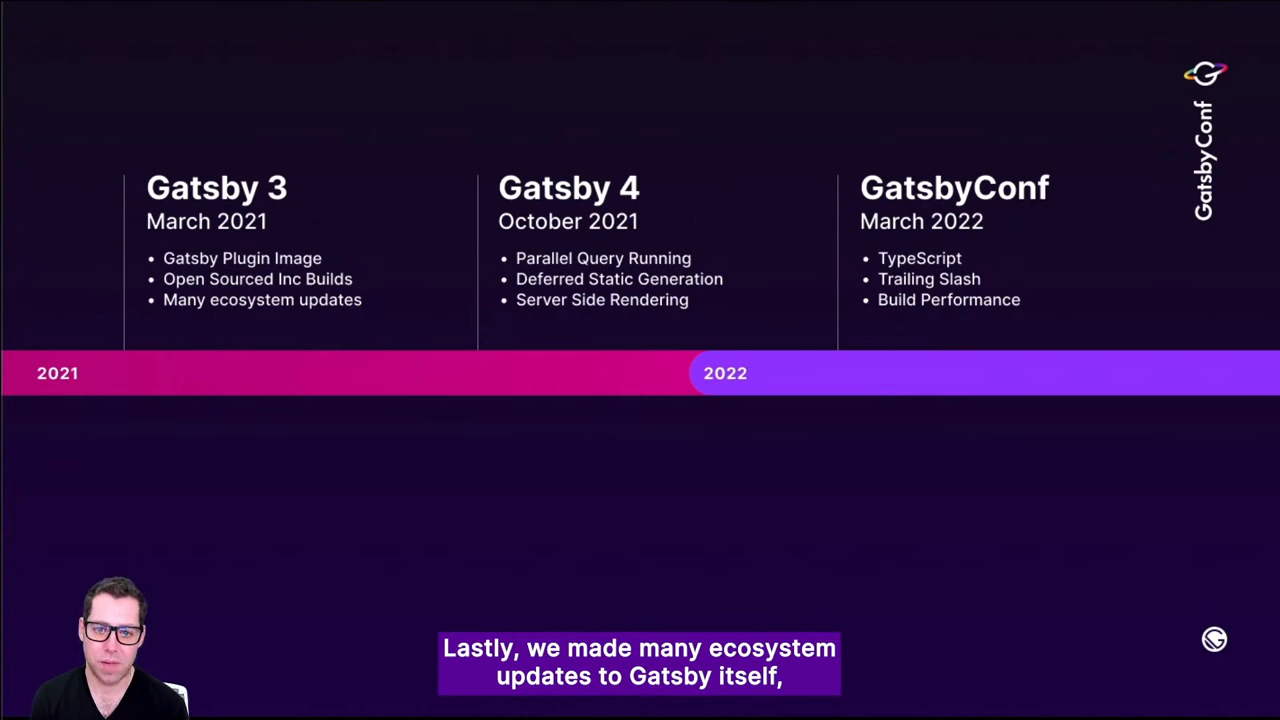 GatsbyConf
Gatsby 3
March 2021
• Gatsby Plugin Image
• Open Sourced Inc Builds
• Many ecosystem updates
Gatsby 4
October 2021
• Parallel Query Running
• Deferred Static Generation
• Server Side Rendering
GatsbyConf
March 2022
• TypeScript
• Trailing Slash
• Build Performance
2021
2022
Lastly, we made many ecosystem
updates to Gatsby itself,